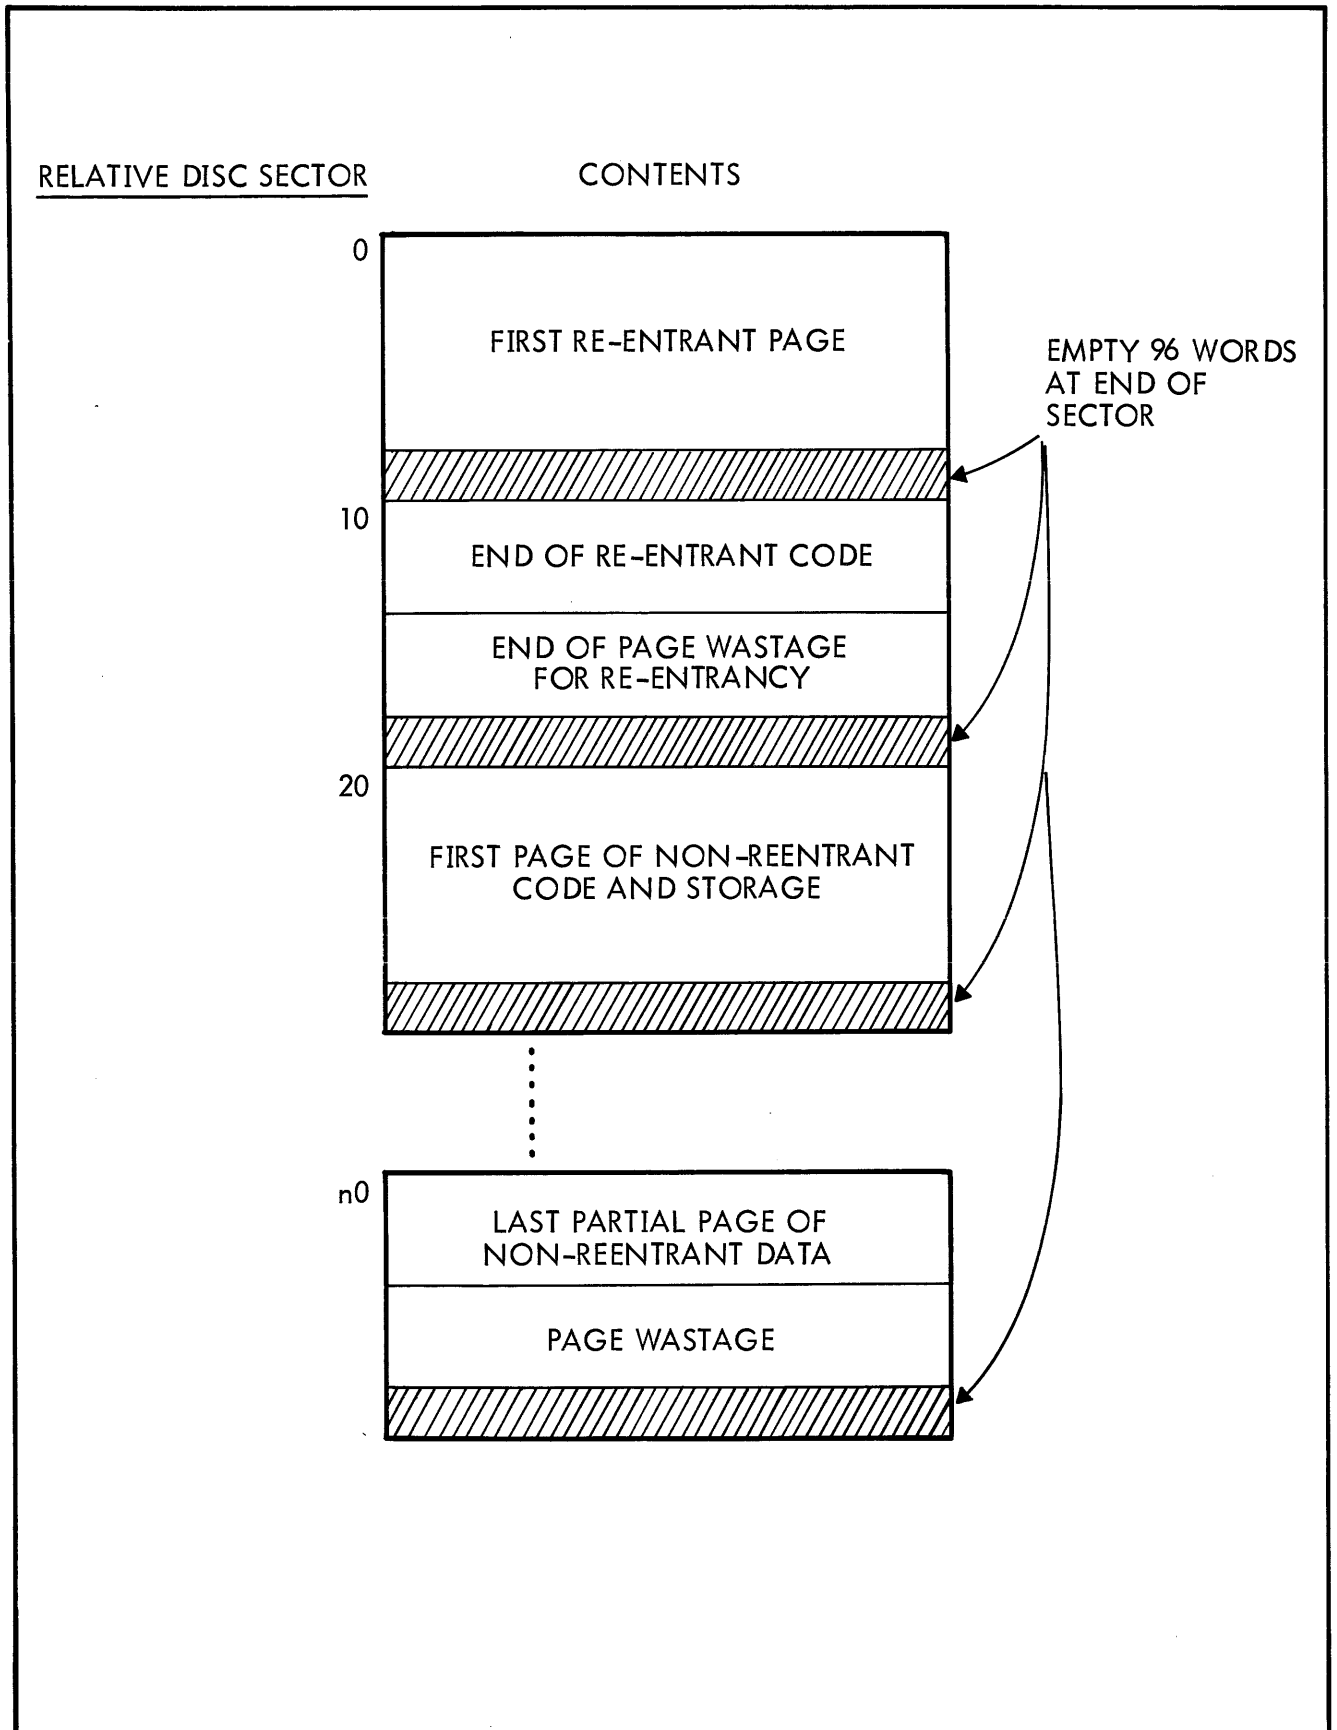 RELATIVE DISC SECTOR
CONTENTS
0
FIRST RE-ENTRANT PAGE
EMPTY 96 WORDS
AT END OF
SECTOR
10
END OF RE-ENTRANT CODE
END OF PAGE WASTAGE
FOR RE-ENTRANCY
20
FIRST PAGE OF NON-REENTRANT
CODE AND STORAGE
n0
LAST PARTIAL PAGE OF
NON-REENTRANT DATA
PAGE WASTAGE